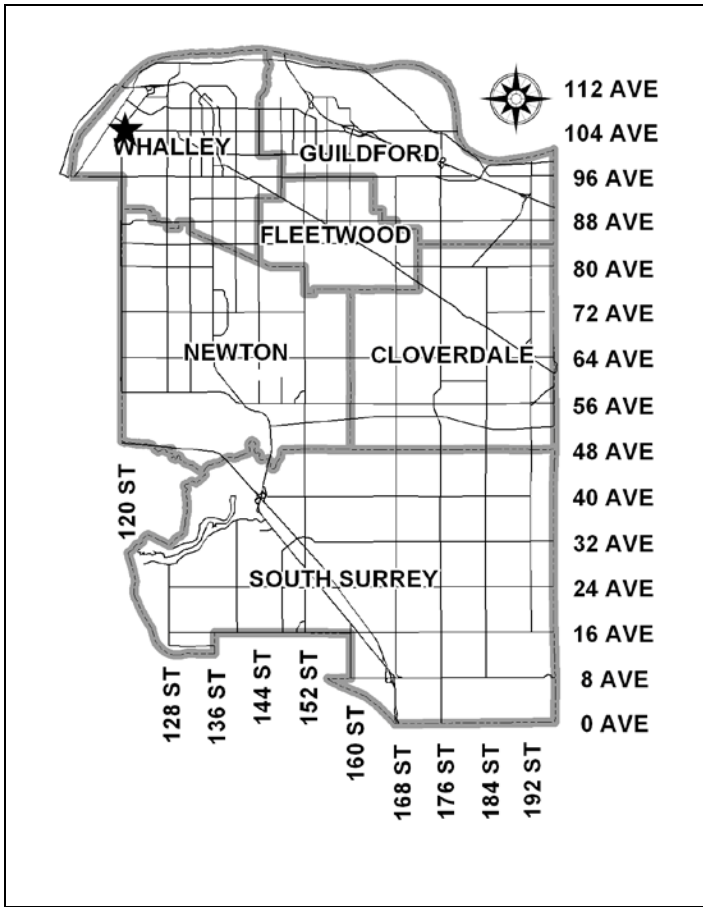 112 AVE
104 AVE
WHALLEY
GUILDFORD
96 AVE
88 AVE
FLEETWOOD
80 AVE
72 AVE
NEWTON
CLOVERDALE
64 AVE
56 AVE
48 AVE
120 ST
40 AVE
32 AVE
SOUTH SURREY
24 AVE
16 AVE
128 ST
136 ST
144 ST
152 ST
160 ST
8 AVE
0 AVE
168 ST
176 ST
184 ST
192 ST